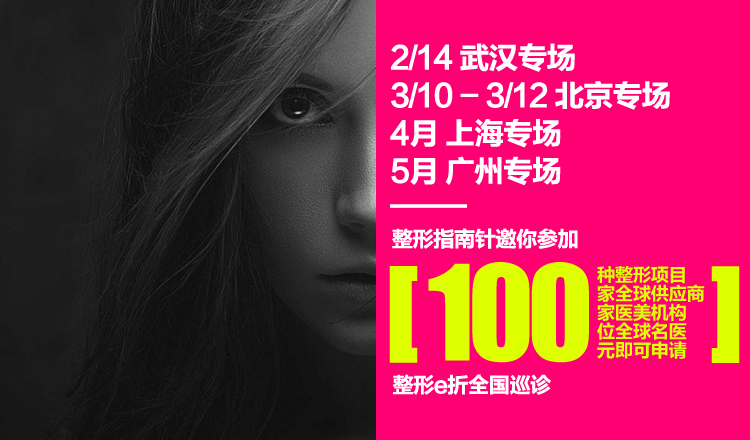 2/14 武汉专场
3/10 – 3/12 北京专场
4月 上海专场
5月 广州专场
整形指南针邀你参加
[ 100 ]
种整形项目
家全球供应商
家医美机构
位全球名医
元即可申请
整形e折全国巡诊